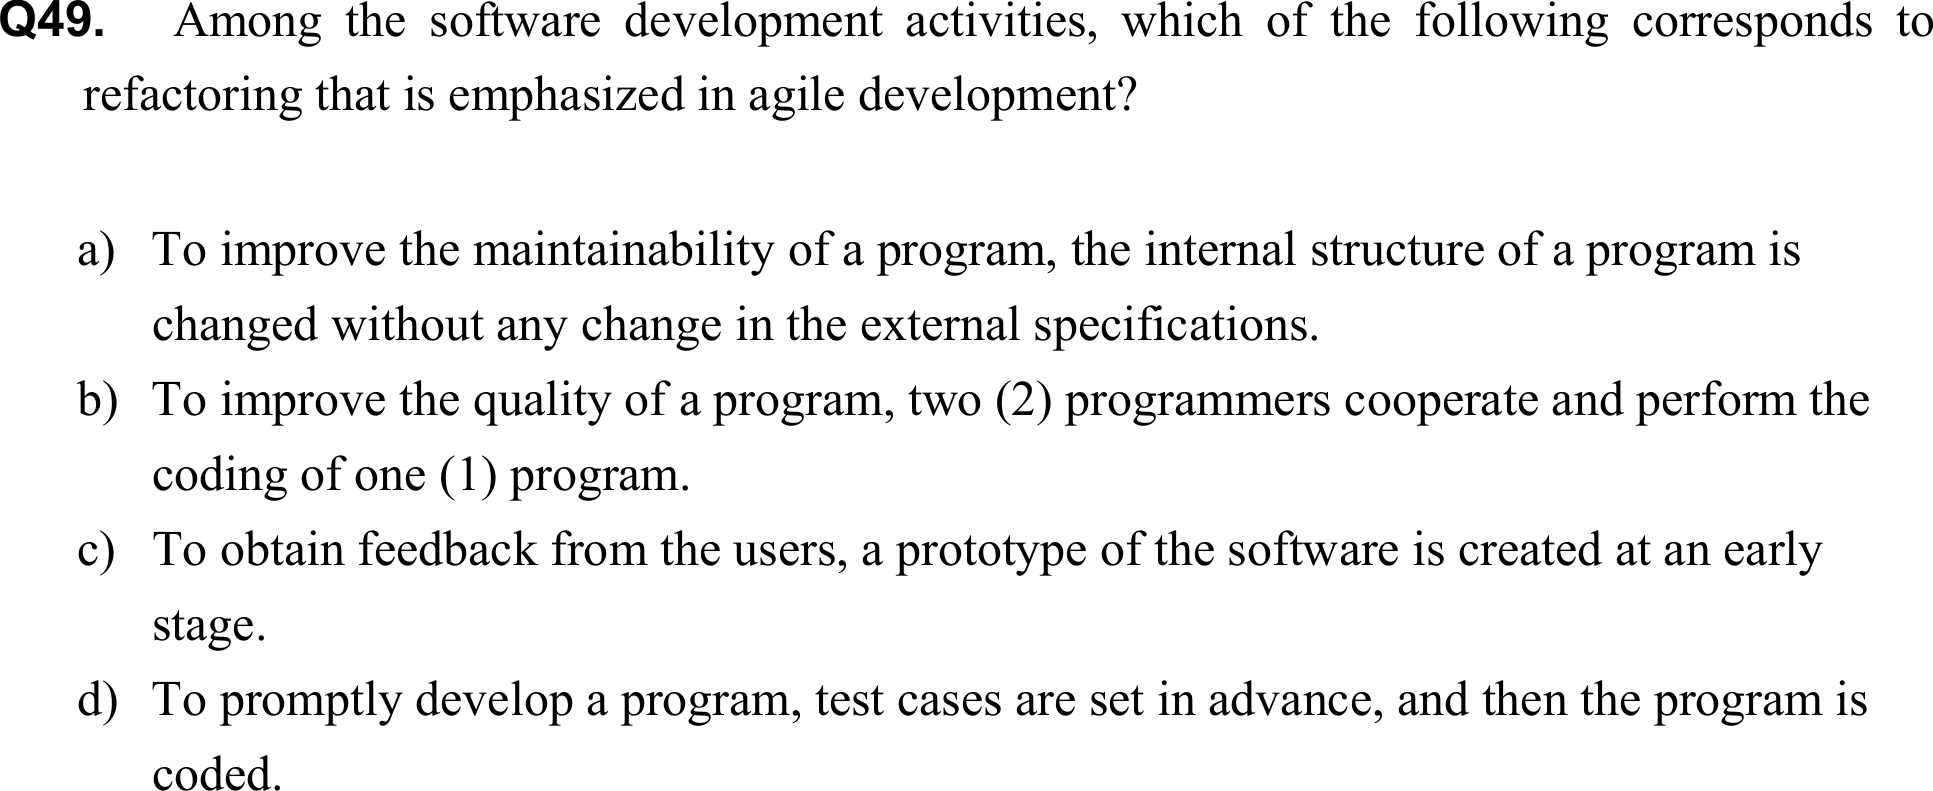 Q49. Among the software development activities, which of the following corresponds to
refactoring that is emphasized in agile development?
a) To improve the maintainability of a program, the internal structure of a program is
changed without any change in the external specifications.
b) To improve the quality of a program, two (2) programmers cooperate and perform the
coding of one (1) program.
c) To obtain feedback from the users, a prototype of the software is created at an early
stage.
d) To promptly develop a program, test cases are set in advance, and then the program is
coded.